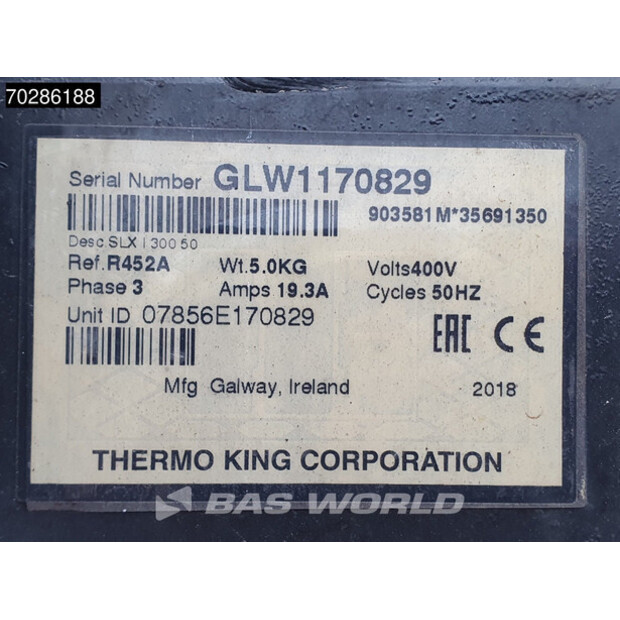 70286188
Serial Number GLW1170829
903581M*35691350
Desc SLX i 300 50
Ref.R452A Wt.5.0KG Volts400V
Phase 3 Amps 19.3A Cycles 50HZ
Unit ID 07856E170829
EAC CE
Mfg Galway, Ireland 2018
THERMO KING CORPORATION
BAS WORLD